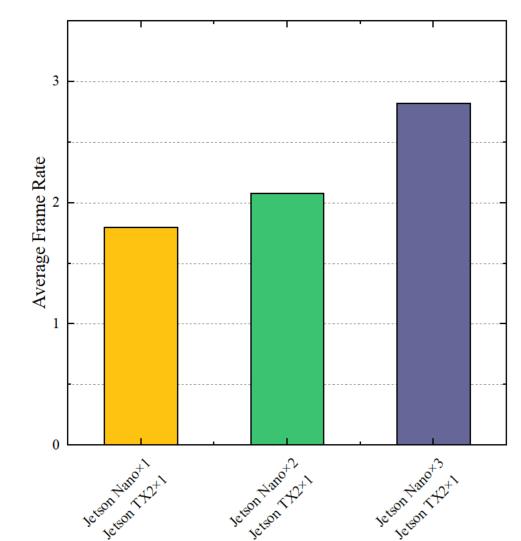 Average Frame Rate
3
2
1
0
Jetson Nano×1
Jetson TX2×1
Jetson Nano×2
Jetson TX2×1
Jetson Nano×3
Jetson TX2×1